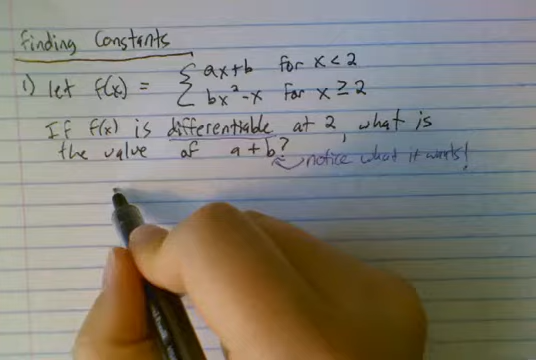 Finding Constants
1) let f(x) = { ax+b for x < 2
bx² - x for x ≥ 2
If f(x) is differentiable at 2, what is
the value of a + b? notice what it wants!